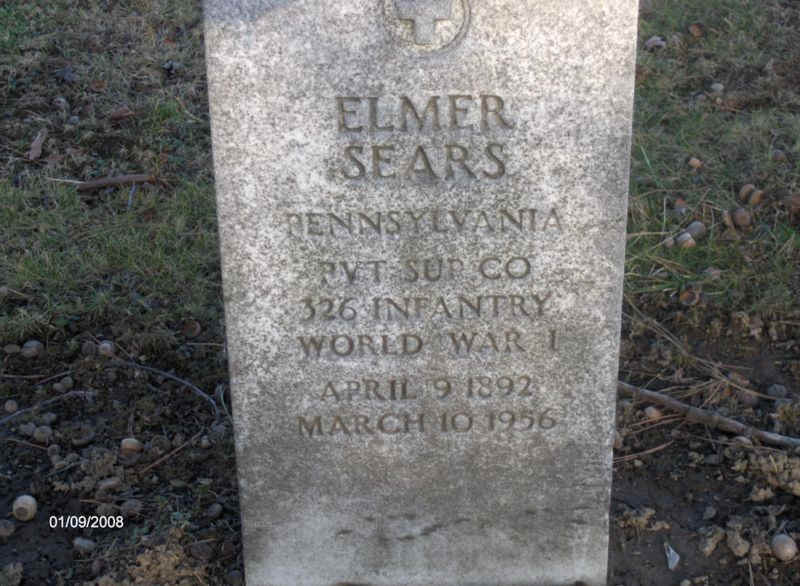 ELMER
SEARS
PENNSYLVANIA
PVT SUP CO
326 INFANTRY
WORLD WAR I
APRIL 9 1892
MARCH 10 1956
01/09/2008